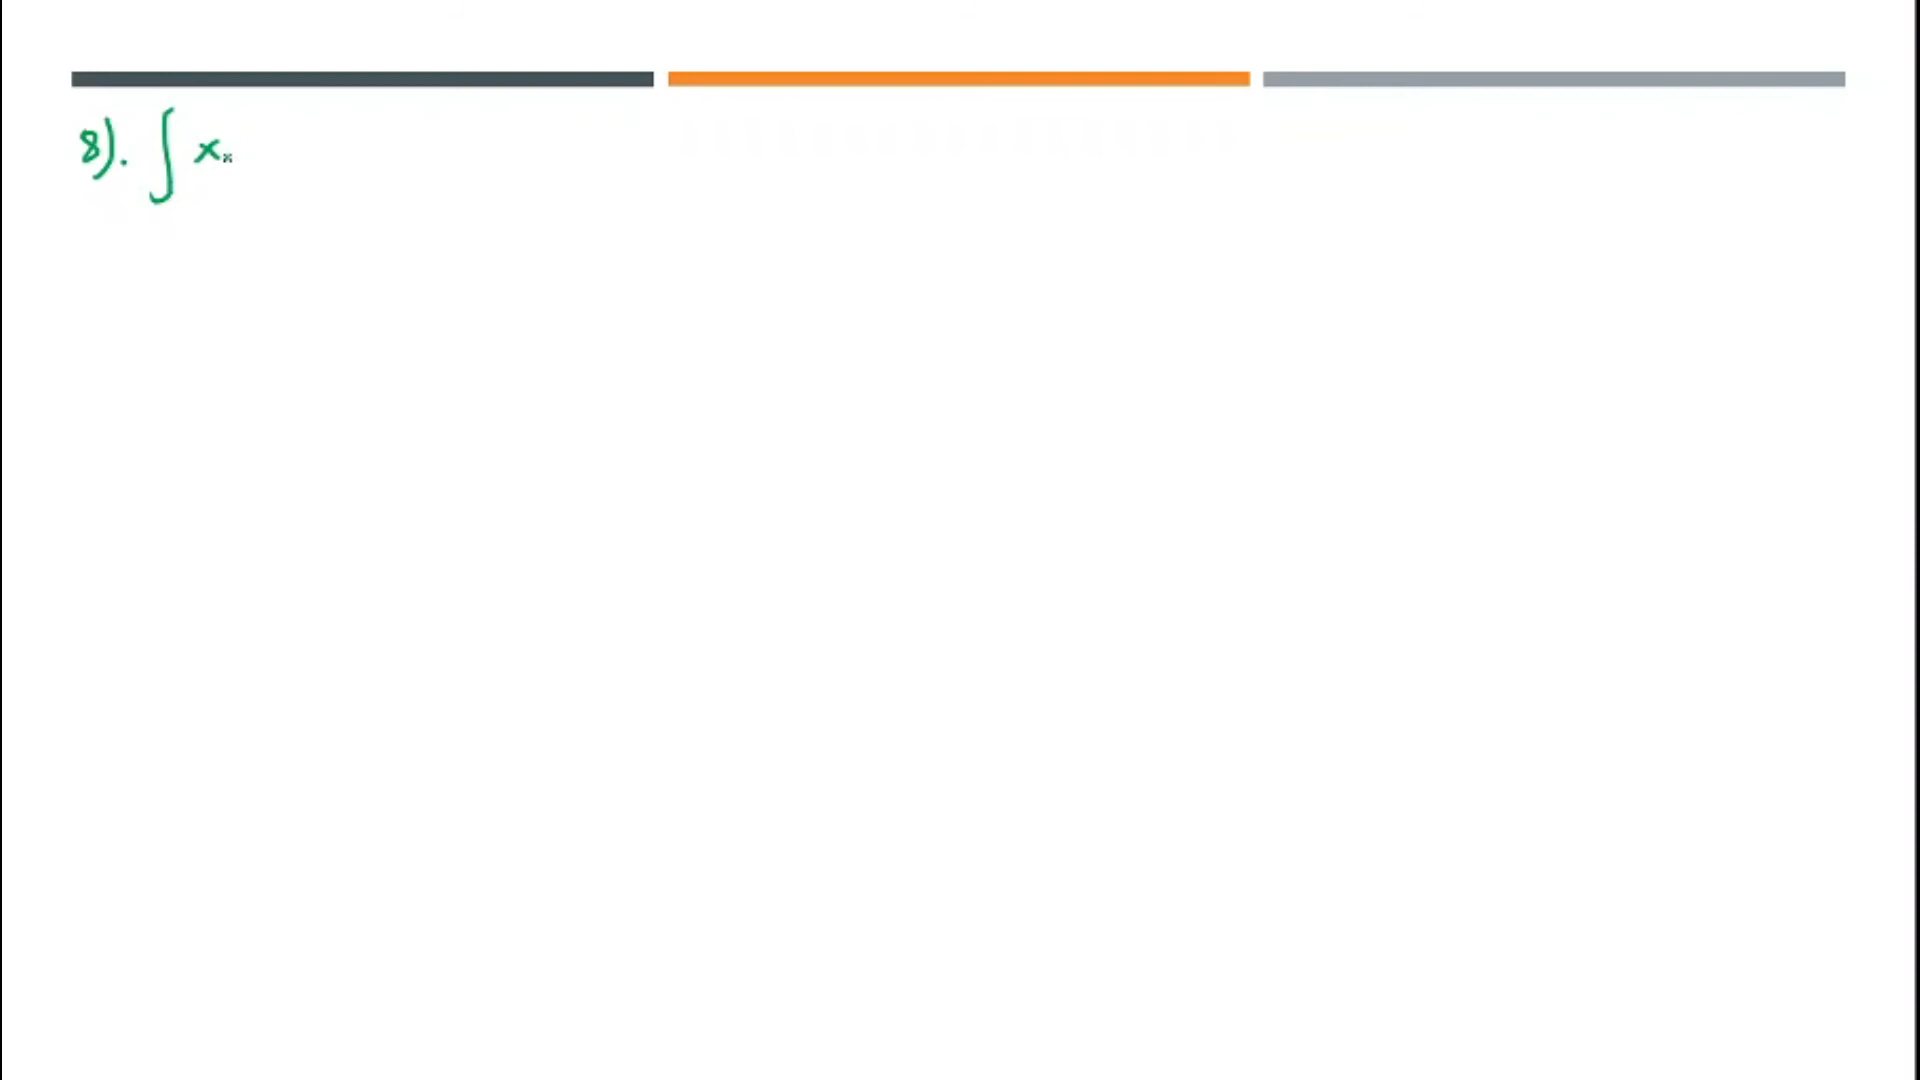 8). ∫ x